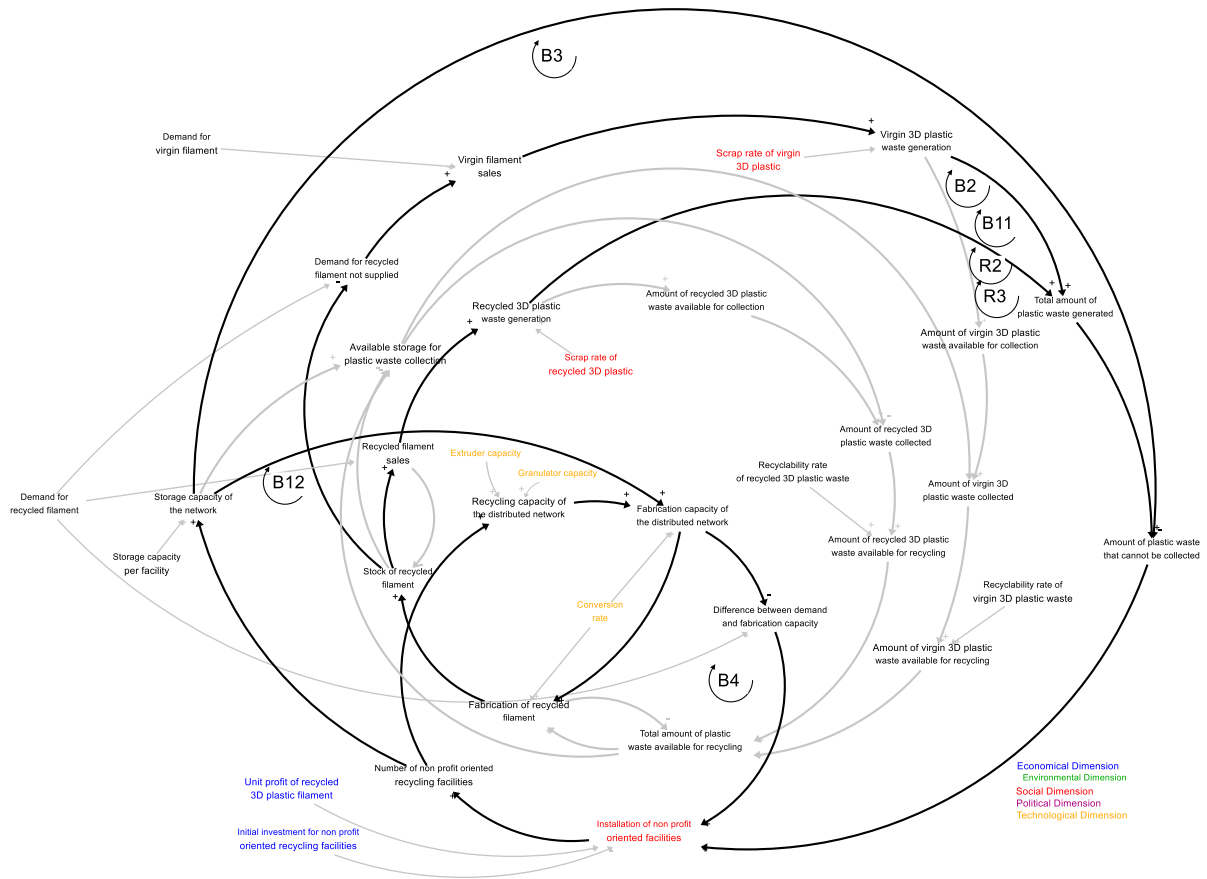 B3
Demand for
virgin filament
Virgin filament
sales
Scrap rate of virgin
3D plastic
Virgin 3D plastic
waste generation
B2
B11
R2
R3
Demand for recycled
filament not supplied
Recycled 3D plastic
waste generation
Amount of recycled 3D plastic
waste available for collection
Total amount of
plastic waste generated
Amount of virgin 3D plastic
waste available for collection
Available storage for
plastic waste collection
Scrap rate of
recycled 3D plastic
Amount of recycled 3D
plastic waste collected
Recycled filament
sales
Extruder capacity
Granulator capacity
Recyclability rate
of recycled 3D plastic waste
Amount of virgin 3D
plastic waste collected
B12
Demand for
recycled filament
Storage capacity of
the network
Recycling capacity of
the distributed network
Fabrication capacity of
the distributed network
Amount of recycled 3D plastic
waste available for recycling
Amount of plastic waste
that cannot be collected
Storage capacity
per facility
Stock of recycled
filament
Conversion
rate
Difference between demand
and fabrication capacity
Recyclability rate of
virgin 3D plastic waste
Amount of virgin 3D plastic
waste available for recycling
B4
Fabrication of recycled
filament
Total amount of plastic
waste available for recycling
Number of non profit oriented
recycling facilities
Unit profit of recycled
3D plastic filament
Initial investment for non profit
oriented recycling facilities
Installation of non profit
oriented facilities
Economical Dimension
Environmental Dimension
Social Dimension
Political Dimension
Technological Dimension